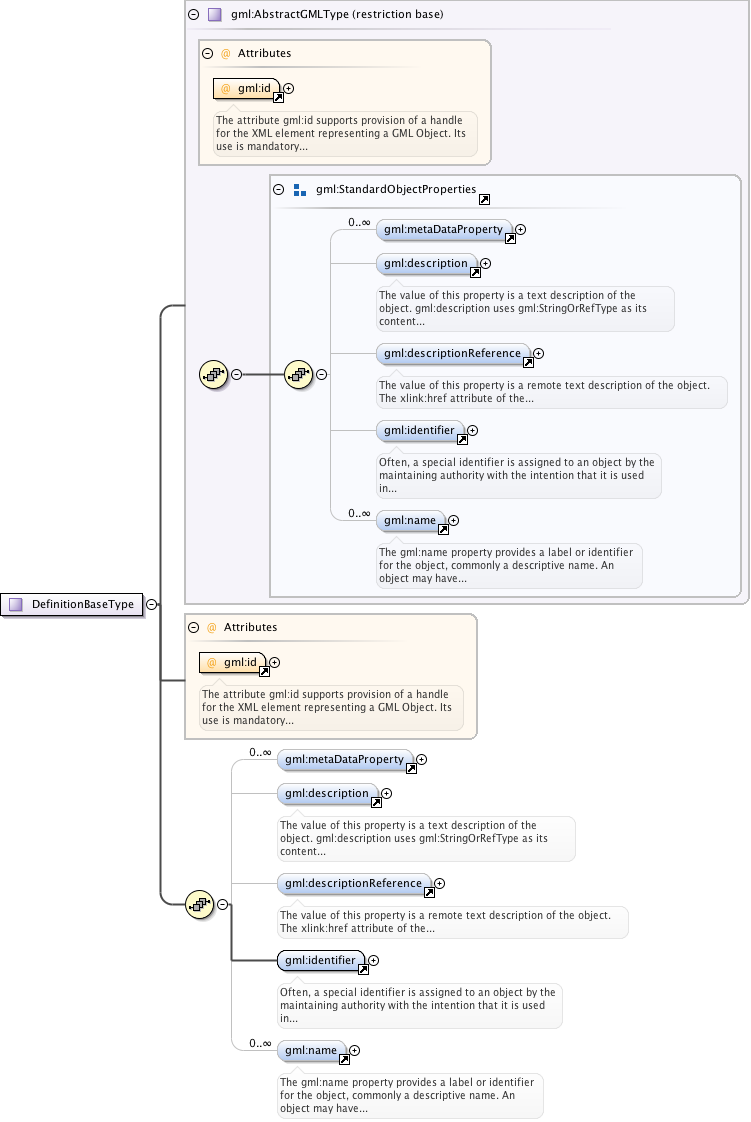 gml:AbstractGMLType (restriction base)
@ Attributes
@ gml:id
The attribute gml:id supports provision of a handle
for the XML element representing a GML Object. Its
use is mandatory...
gml:StandardObjectProperties
0..∞
gml:metaDataProperty
gml:description
The value of this property is a text description of the
object. gml:description uses gml:StringOrRefType as its
content...
gml:descriptionReference
The value of this property is a remote text description of the object.
The xlink:href attribute of the...
gml:identifier
Often, a special identifier is assigned to an object by the
maintaining authority with the intention that it is used
in...
0..∞
gml:name
The gml:name property provides a label or identifier
for the object, commonly a descriptive name. An
object may have...
DefinitionBaseType
@ Attributes
@ gml:id
The attribute gml:id supports provision of a handle
for the XML element representing a GML Object. Its
use is mandatory...
0..∞
gml:metaDataProperty
gml:description
The value of this property is a text description of the
object. gml:description uses gml:StringOrRefType as its
content...
gml:descriptionReference
The value of this property is a remote text description of the object.
The xlink:href attribute of the...
gml:identifier
Often, a special identifier is assigned to an object by the
maintaining authority with the intention that it is used
in...
0..∞
gml:name
The gml:name property provides a label or identifier
for the object, commonly a descriptive name. An
object may have...